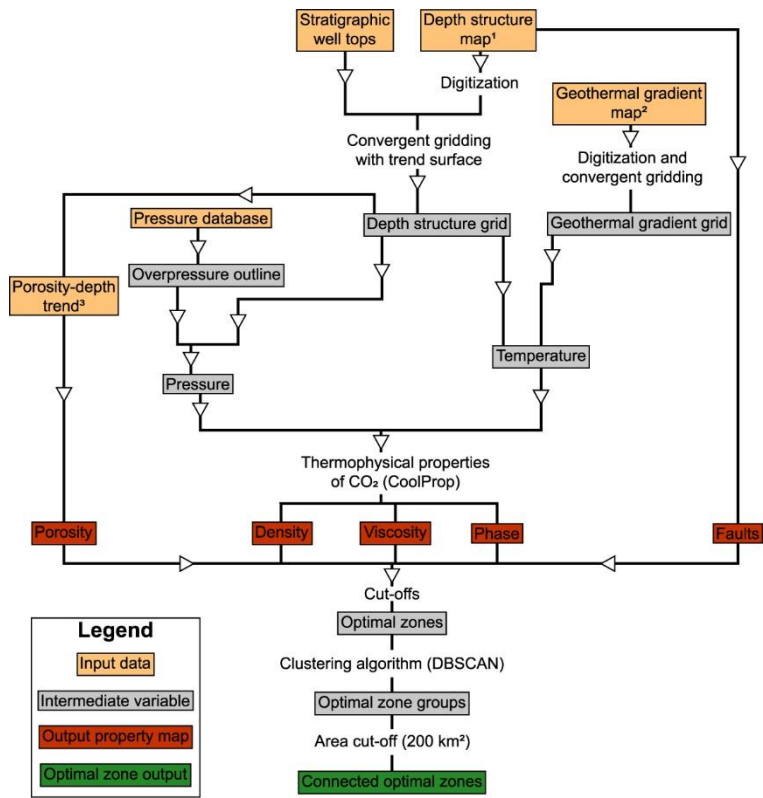 Stratigraphic
well tops
Depth structure
map¹
Digitization
Geothermal gradient
map²
Convergent gridding
with trend surface
Digitization and
convergent gridding
Pressure database
Depth structure grid
Geothermal gradient grid
Overpressure outline
Porosity-depth
trend³
Temperature
Pressure
Thermophysical properties
of CO₂ (CoolProp)
Porosity
Density
Viscosity
Phase
Faults
Cut-offs
Optimal zones
Clustering algorithm (DBSCAN)
Optimal zone groups
Area cut-off (200 km²)
Connected optimal zones
Legend
Input data
Intermediate variable
Output property map
Optimal zone output